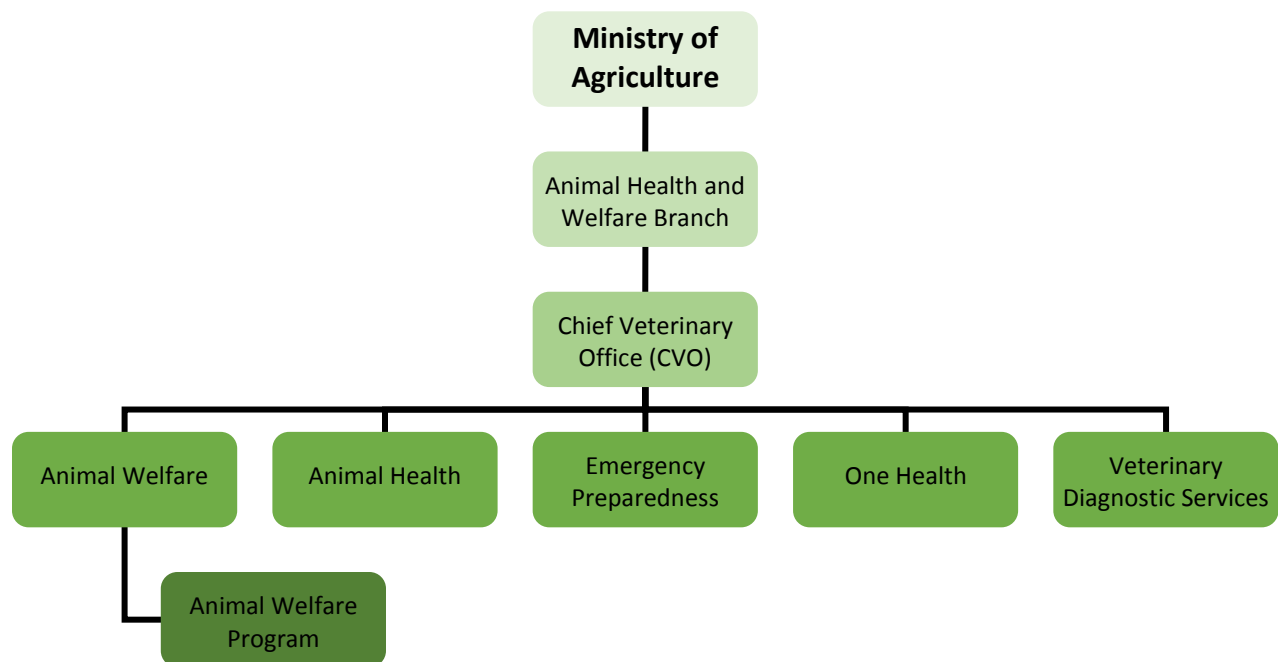 Ministry of
Agriculture
Animal Health and
Welfare Branch
Chief Veterinary
Office (CVO)
Animal Welfare
Animal Health
Emergency
Preparedness
One Health
Veterinary
Diagnostic Services
Animal Welfare
Program